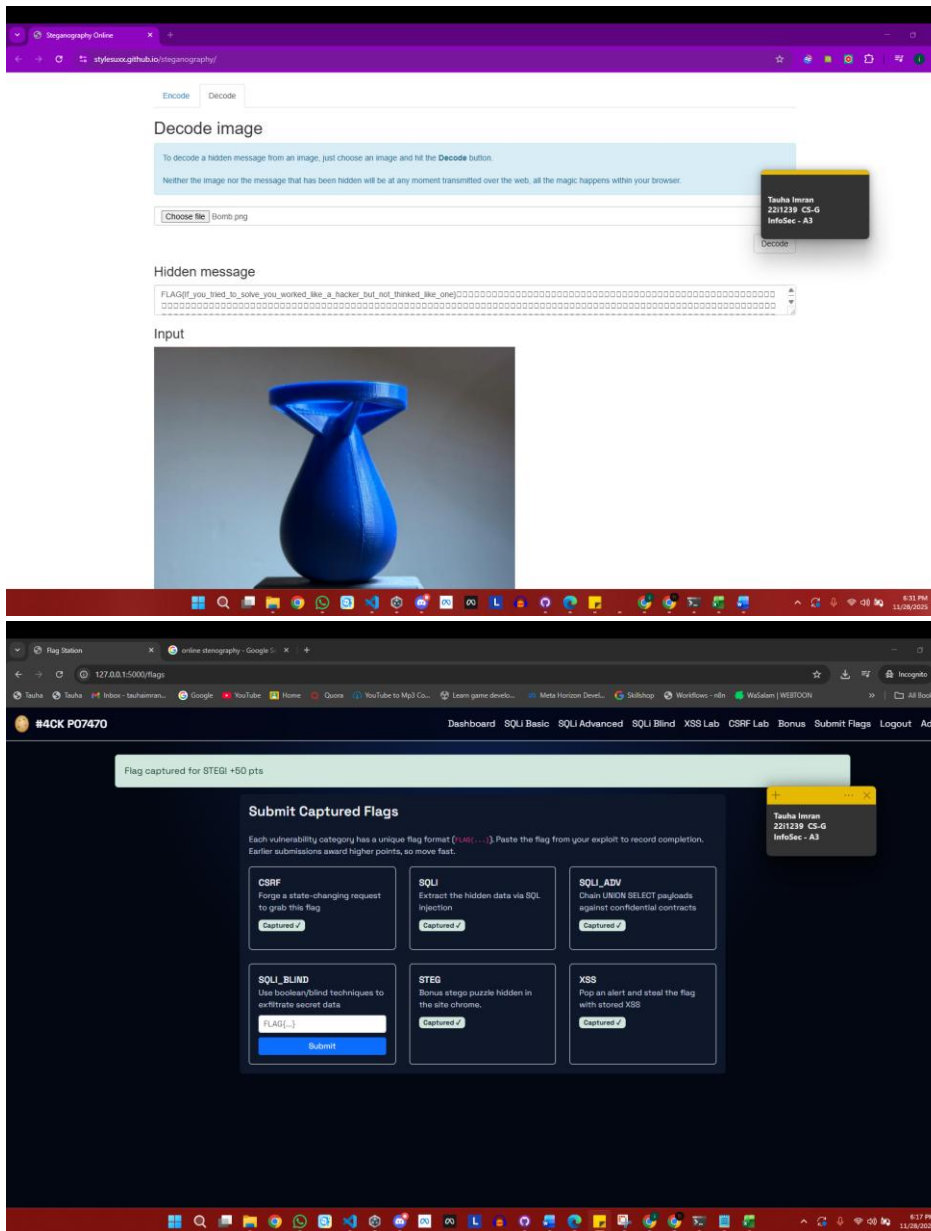 Steganography Online
stylesuxx.github.io/steganography/
Encode Decode
Decode image
To decode a hidden message from an image, just choose an image and hit the Decode button.
Neither the image nor the message that has been hidden will be at any moment transmitted over the web, all the magic happens within your browser.
Tauha Imran
22i1239 CS-G
InfoSec - A3
Choose file Bomb.png
Decode
Hidden message
FLAG{If_you_tried_to_solve_you_worked_like_a_hacker_but_not_thinked_like_one}
Input
6:31 PM
11/28/2025
Flag Station
online stenography - Google S
127.0.0.1:5000/flags
Incognito
Tauha Tauha Inbox - tauhaimran... Google YouTube Home Quora YouTube to Mp3 Co... Learn game develo... Meta Horizon Devel... Skillshop Workflows - n8n WaSalam | WEBTOON All Boo
#4CK P07470
Dashboard SQLi Basic SQLi Advanced SQLi Blind XSS Lab CSRF Lab Bonus Submit Flags Logout Ad
Flag captured for STEG! +50 pts
Tauha Imran
22i1239 CS-G
InfoSec - A3
Submit Captured Flags
Each vulnerability category has a unique flag format (FLAG{...}). Paste the flag from your exploit to record completion.
Earlier submissions award higher points, so move fast.
CSRF
Forge a state-changing request
to grab this flag
Captured ✓
SQLI
Extract the hidden data via SQL
injection
Captured ✓
SQLI_ADV
Chain UNION SELECT payloads
against confidential contracts
Captured ✓
SQLI_BLIND
Use boolean/blind techniques to
exfiltrate secret data
FLAG{...}
Submit
STEG
Bonus stego puzzle hidden in
the site chrome.
Captured ✓
XSS
Pop an alert and steal the flag
with stored XSS
Captured ✓
6:17 PM
11/28/202